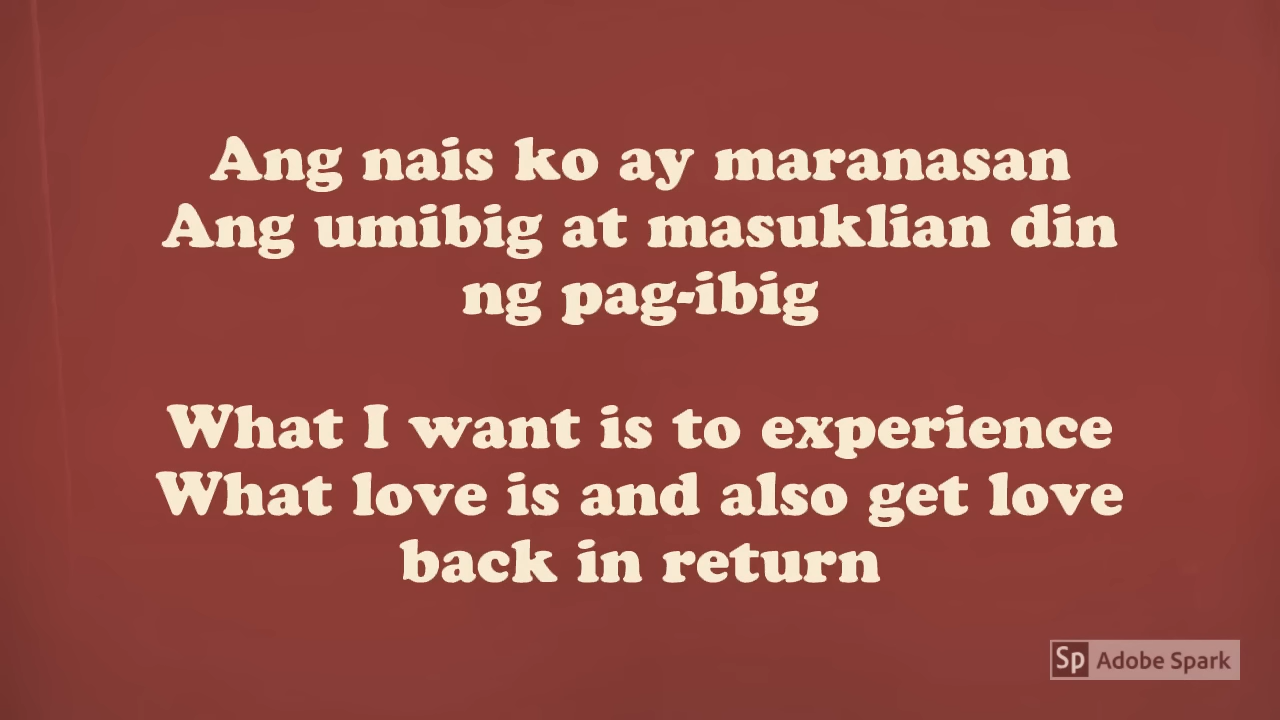 Ang nais ko ay maranasan
Ang umibig at masuklian din
ng pag-ibig
What I want is to experience
What love is and also get love
back in return
Sp Adobe Spark